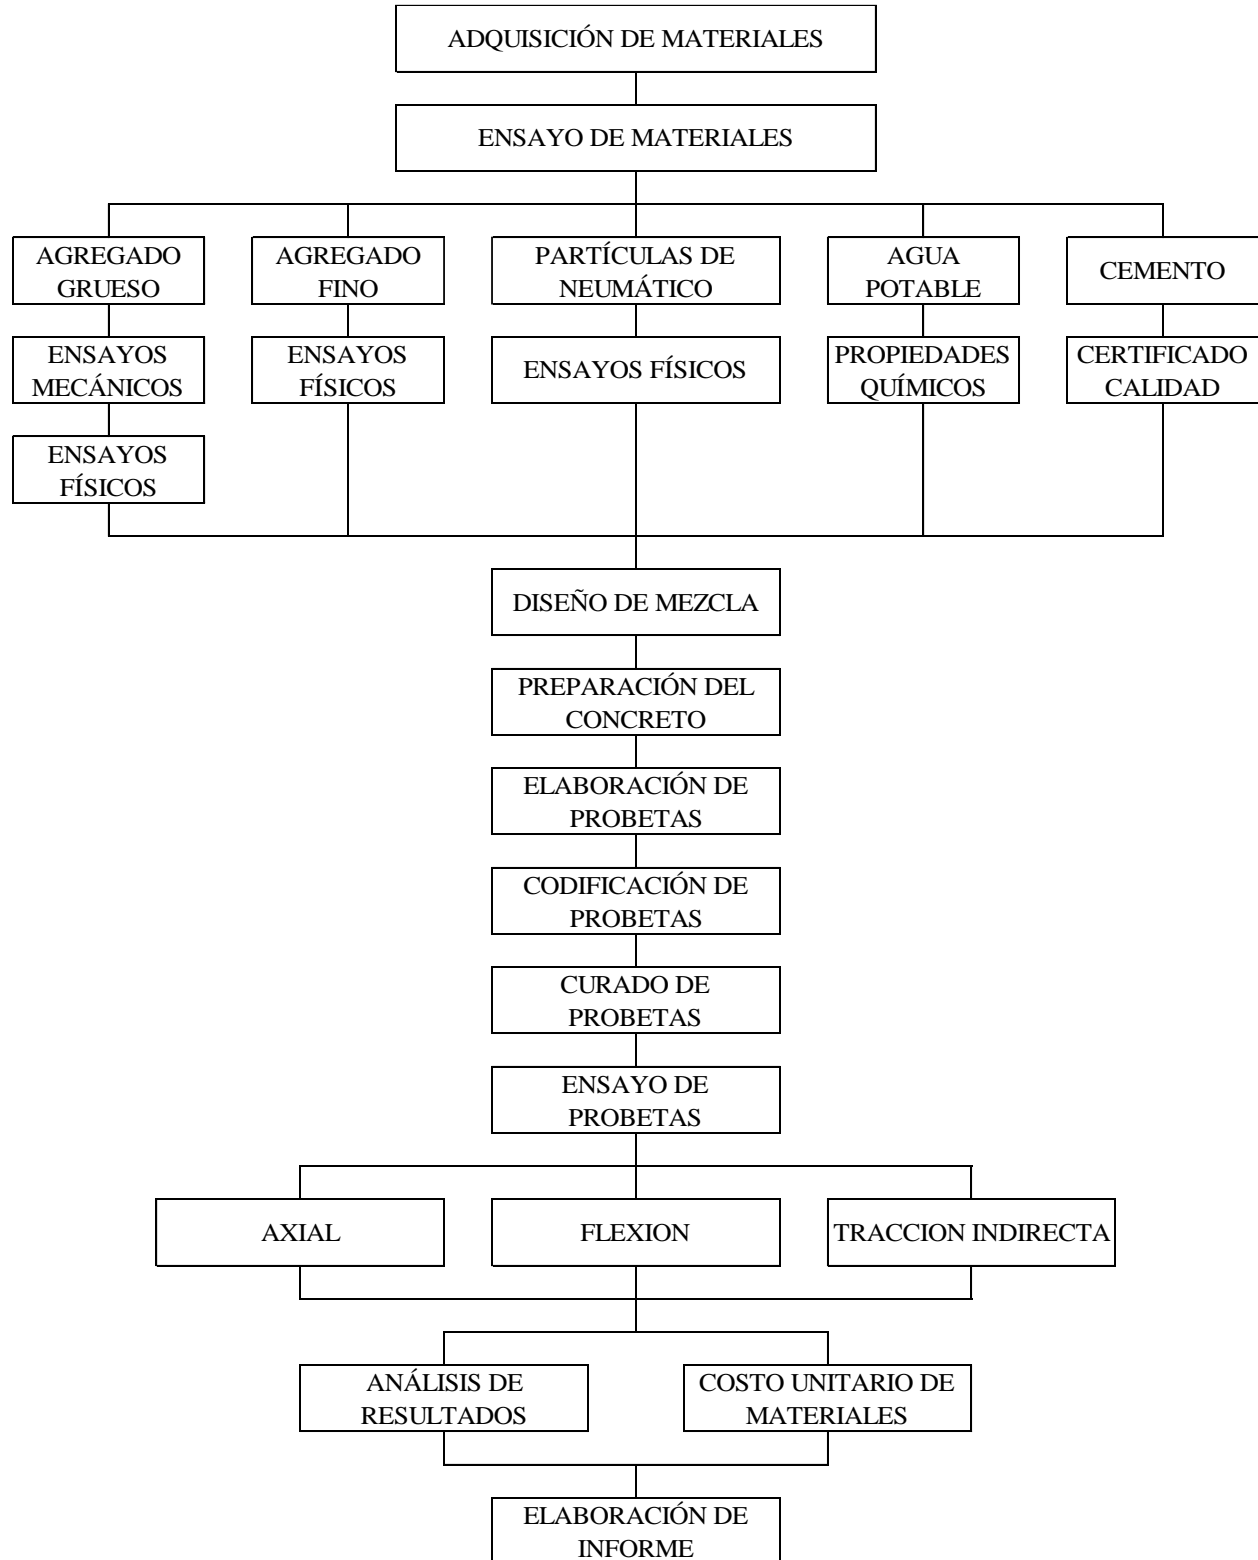 ADQUISICIÓN DE MATERIALES
ENSAYO DE MATERIALES
AGREGADO
GRUESO
AGREGADO
FINO
PARTÍCULAS DE
NEUMÁTICO
AGUA
POTABLE
CEMENTO
ENSAYOS
MECÁNICOS
ENSAYOS
FÍSICOS
ENSAYOS FÍSICOS
PROPIEDADES
QUÍMICOS
CERTIFICADO
CALIDAD
ENSAYOS
FÍSICOS
DISEÑO DE MEZCLA
PREPARACIÓN DEL
CONCRETO
ELABORACIÓN DE
PROBETAS
CODIFICACIÓN DE
PROBETAS
CURADO DE
PROBETAS
ENSAYO DE
PROBETAS
AXIAL
FLEXION
TRACCION INDIRECTA
ANÁLISIS DE
RESULTADOS
COSTO UNITARIO DE
MATERIALES
ELABORACIÓN DE
INFORME